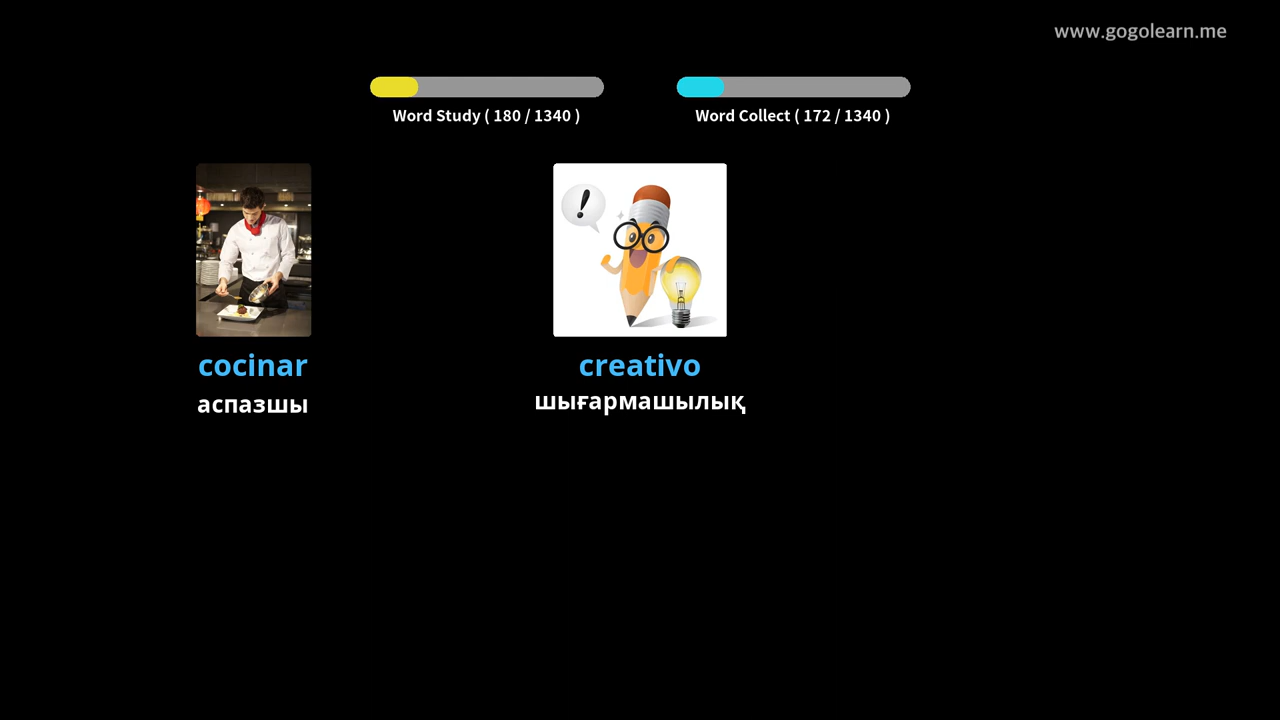 www.gogolearn.me
Word Study ( 180 / 1340 )
Word Collect ( 172 / 1340 )
!
cocinar
creativo
аспазшы
шығармашылық